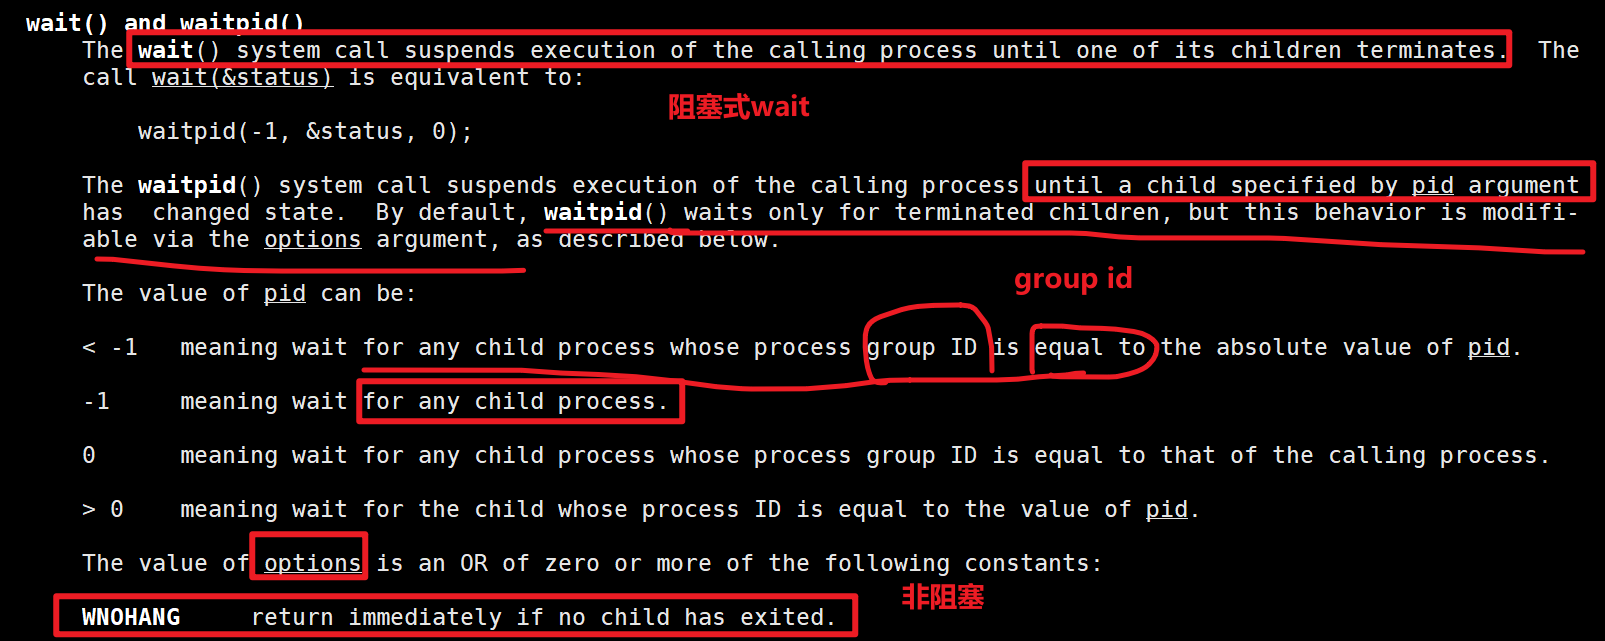 wait() and waitpid()
The wait() system call suspends execution of the calling process until one of its children terminates. The
call wait(&status) is equivalent to:
阻塞式wait
waitpid(-1, &status, 0);
The waitpid() system call suspends execution of the calling process until a child specified by pid argument
has changed state. By default, waitpid() waits only for terminated children, but this behavior is modifi-
able via the options argument, as described below.
group id
The value of pid can be:
< -1 meaning wait for any child process whose process group ID is equal to the absolute value of pid.
-1 meaning wait for any child process.
0 meaning wait for any child process whose process group ID is equal to that of the calling process.
> 0 meaning wait for the child whose process ID is equal to the value of pid.
The value of options is an OR of zero or more of the following constants:
非阻塞
WNOHANG return immediately if no child has exited.